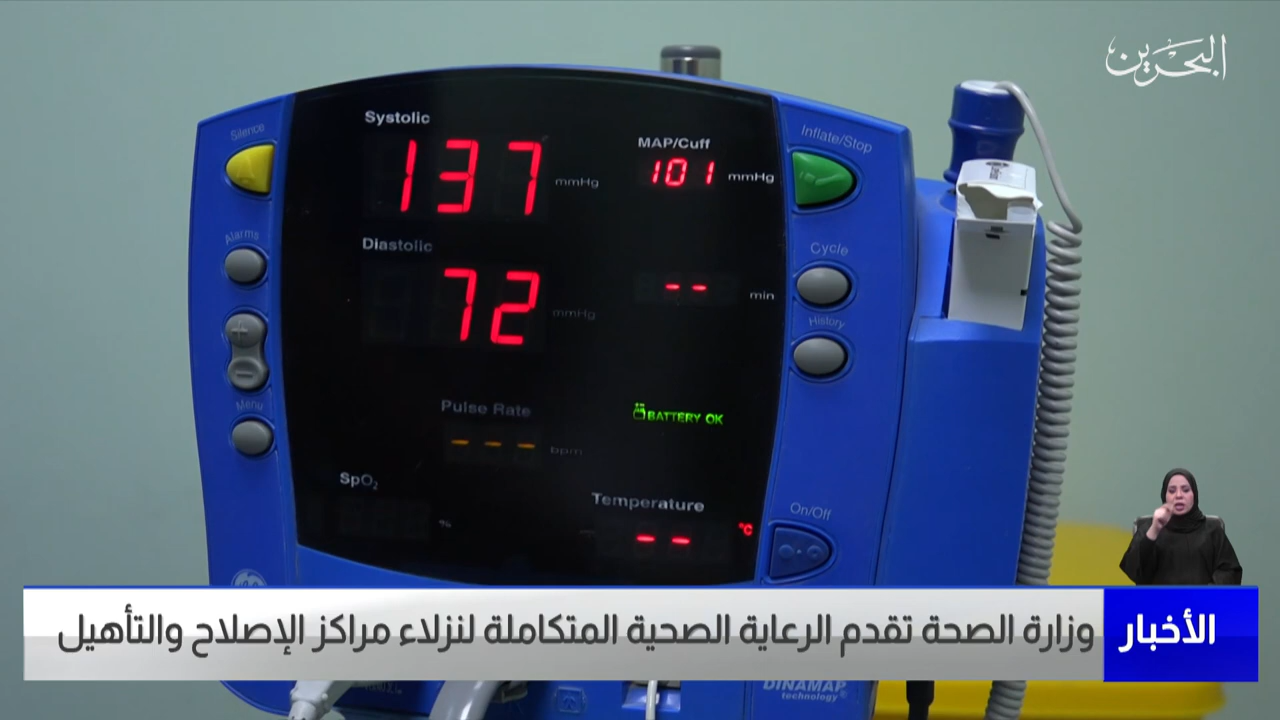 البحرين
Systolic
137
mmHg
MAP/Cuff
101
mmHg
Silence
Inflate/Stop
Alarms
Diastolic
72
mmHg
-- min
Cycle
History
+
-
Menu
Pulse Rate
--- bpm
BATTERY OK
SpO2
%
Temperature
-- °C
On/Off
الأخبار
وزارة الصحة تقدم الرعاية الصحية المتكاملة لنزلاء مراكز الإصلاح والتأهيل
DINAMAP
technology